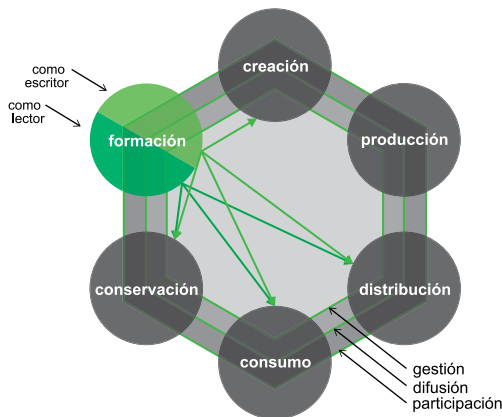 creación
como
escritor
como
lector
formación
producción
conservación
distribución
consumo
gestión
difusión
participación